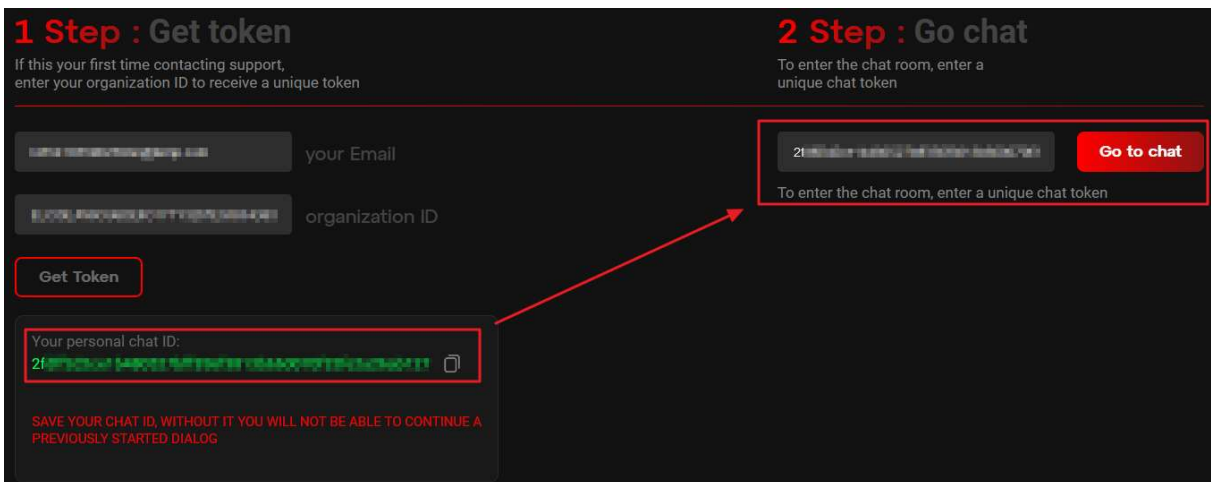 1 Step : Get token
If this your first time contacting support,
enter your organization ID to receive a unique token
your Email
organization ID
Get Token
Your personal chat ID:
2f
SAVE YOUR CHAT ID, WITHOUT IT YOU WILL NOT BE ABLE TO CONTINUE A
PREVIOUSLY STARTED DIALOG
2 Step : Go chat
To enter the chat room, enter a
unique chat token
Go to chat
To enter the chat room, enter a unique chat token